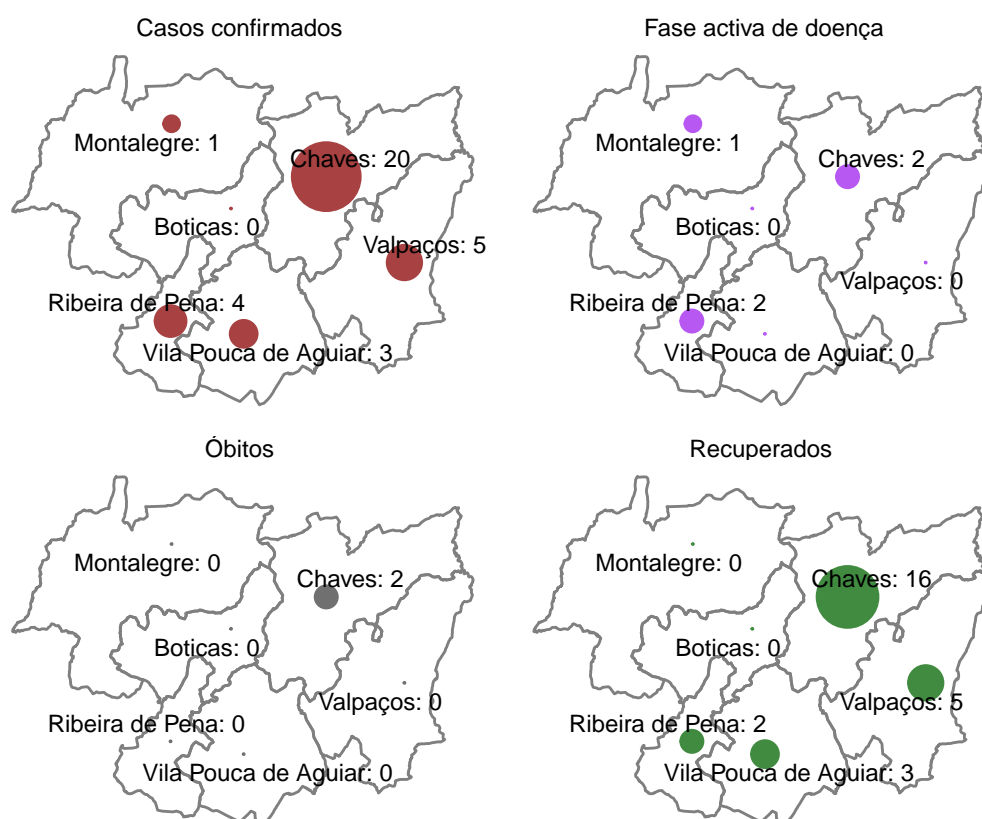 Casos confirmados
Montalegre: 1
Chaves: 20
Boticas: 0
Valpaços: 5
Ribeira de Pena: 4
Vila Pouca de Aguiar: 3
Fase activa de doença
Montalegre: 1
Chaves: 2
Boticas: 0
Valpaços: 0
Ribeira de Pena: 2
Vila Pouca de Aguiar: 0
Óbitos
Montalegre: 0
Chaves: 2
Boticas: 0
Valpaços: 0
Ribeira de Pena: 0
Vila Pouca de Aguiar: 0
Recuperados
Montalegre: 0
Chaves: 16
Boticas: 0
Valpaços: 5
Ribeira de Pena: 2
Vila Pouca de Aguiar: 3